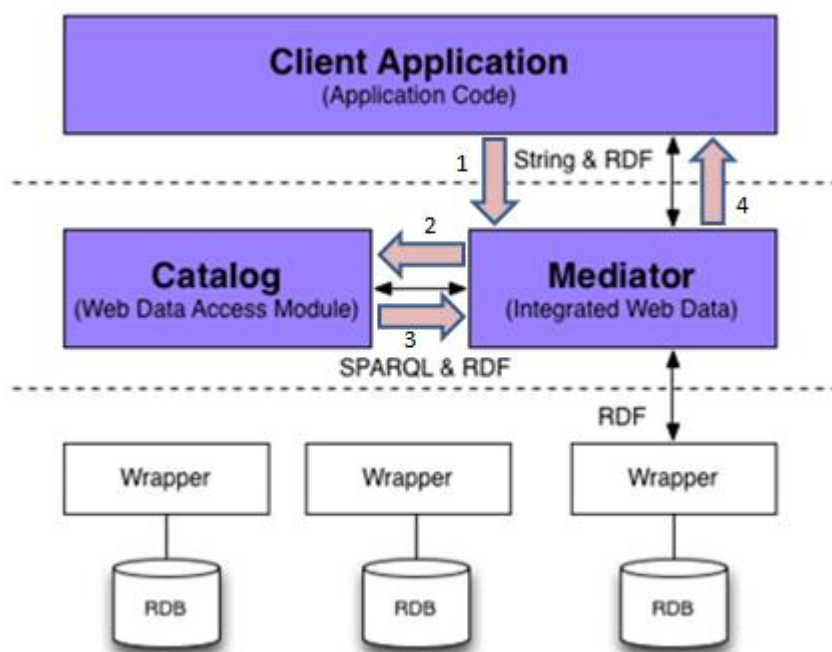 Client Application
(Application Code)
1
String & RDF
4
2
Catalog
(Web Data Access Module)
Mediator
(Integrated Web Data)
3
SPARQL & RDF
RDF
Wrapper
Wrapper
Wrapper
RDB
RDB
RDB